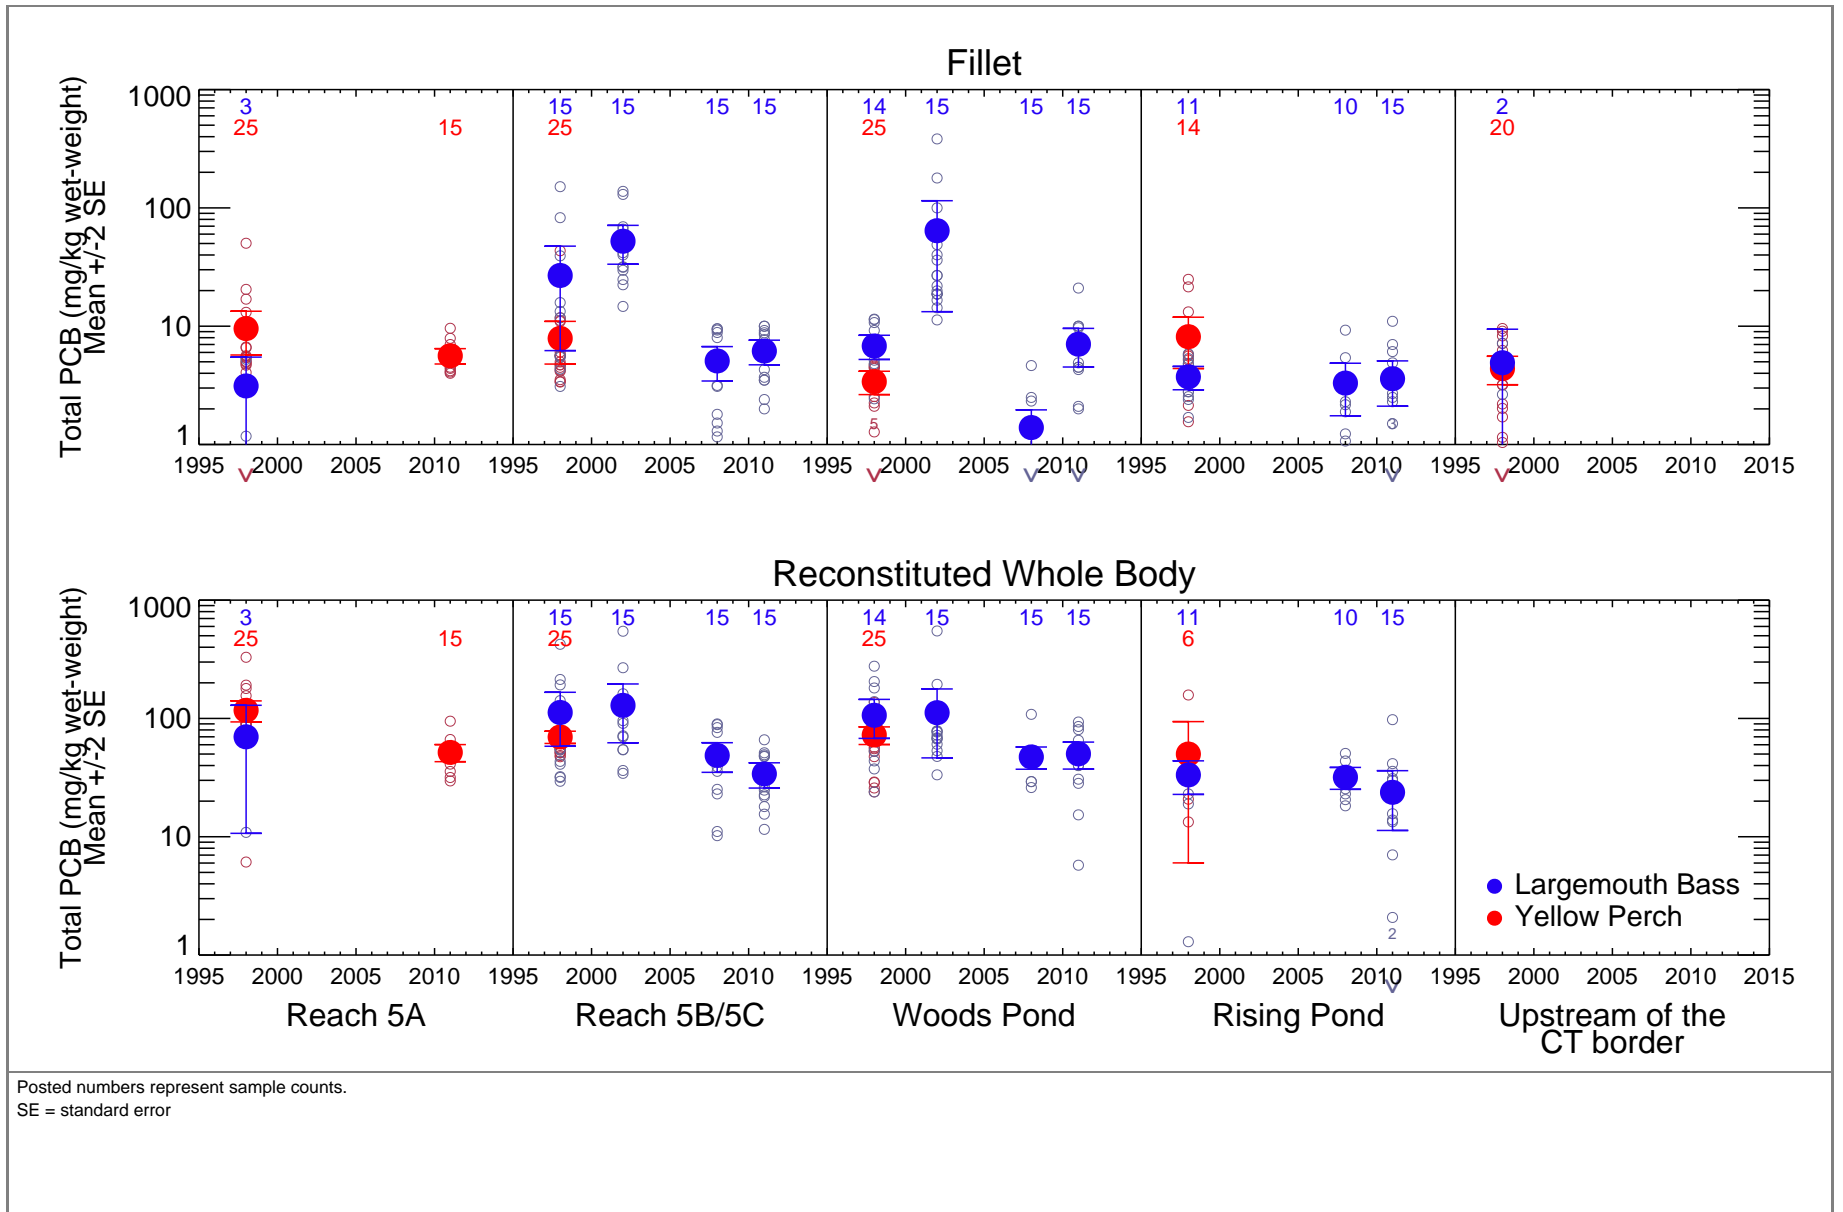 Fillet
Total PCB (mg/kg wet-weight)
Mean +/-2 SE
1000
100
10
1
3 15 15 15 15 14 15 15 15 11 10 15 2
25 15 25 25 14 20
5
1995 2000 2005 2010 1995 2000 2005 2010 1995 2000 2005 2010 1995 2000 2005 2010 1995 2000 2005 2010 2015
V V V V V V
Reconstituted Whole Body
Total PCB (mg/kg wet-weight)
Mean +/-2 SE
1000
100
10
1
3 15 15 15 15 14 15 15 15 11 10 15
25 15 25 25 6
Largemouth Bass
Yellow Perch
2
1995 2000 2005 2010 1995 2000 2005 2010 1995 2000 2005 2010 1995 2000 2005 2010 1995 2000 2005 2010 2015
V
Reach 5A Reach 5B/5C Woods Pond Rising Pond Upstream of the
CT border
Posted numbers represent sample counts.
SE = standard error